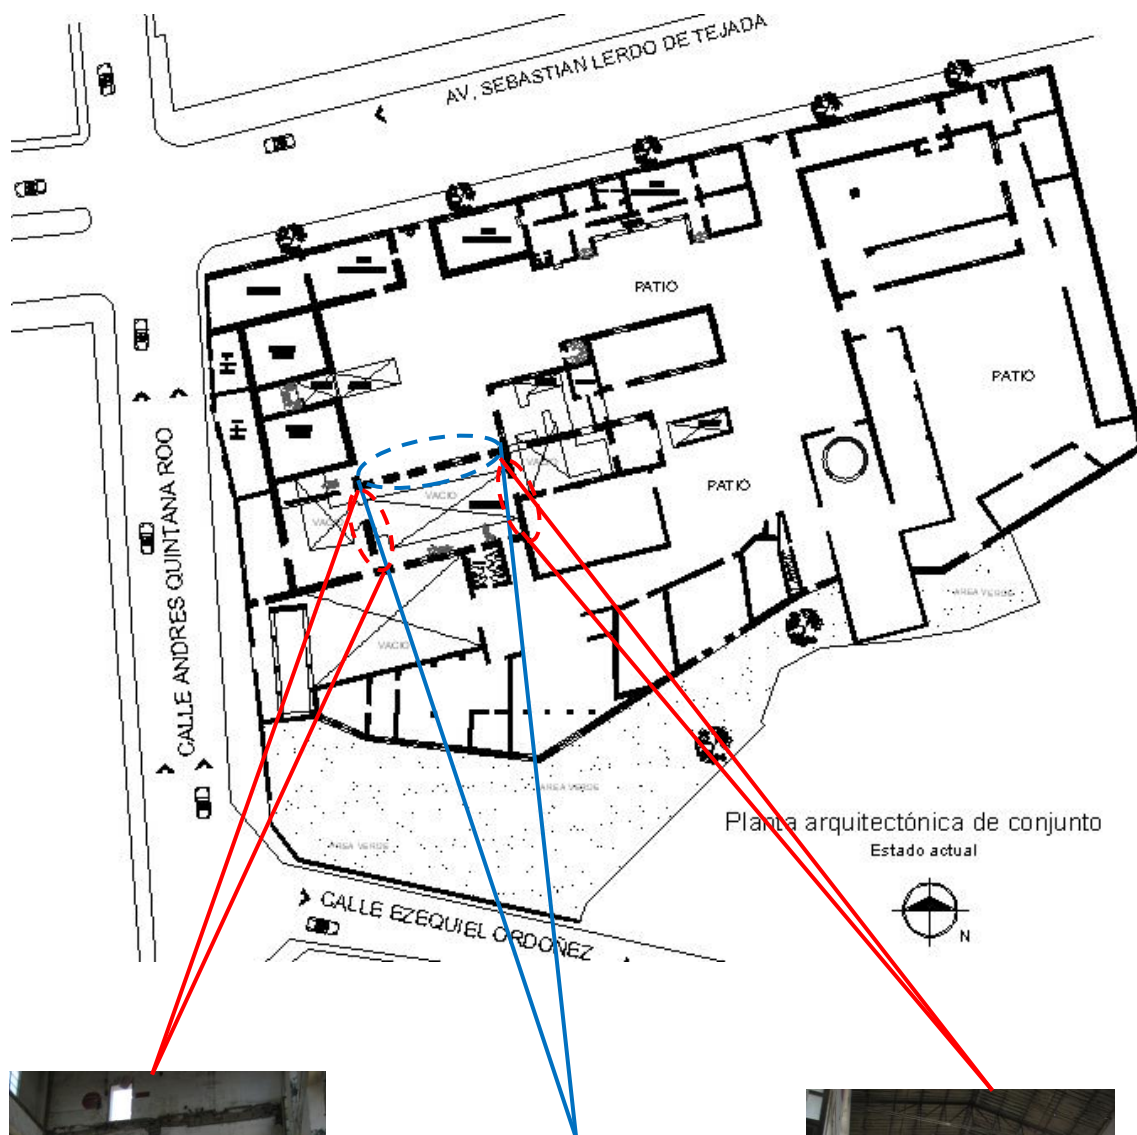 AV. SEBASTIAN LERDO DE TEJADA
PATIO
PATIO
VACIO
VACIO
PATIO
VACIO
AREA VERDE
VACIO
CALLE ANDRES QUINTANA ROO
AREA VERDE
Planta arquitectónica de conjunto
AREA VERDE
Estado actual
CALLE EZEQUIEL ORDOÑEZ
N